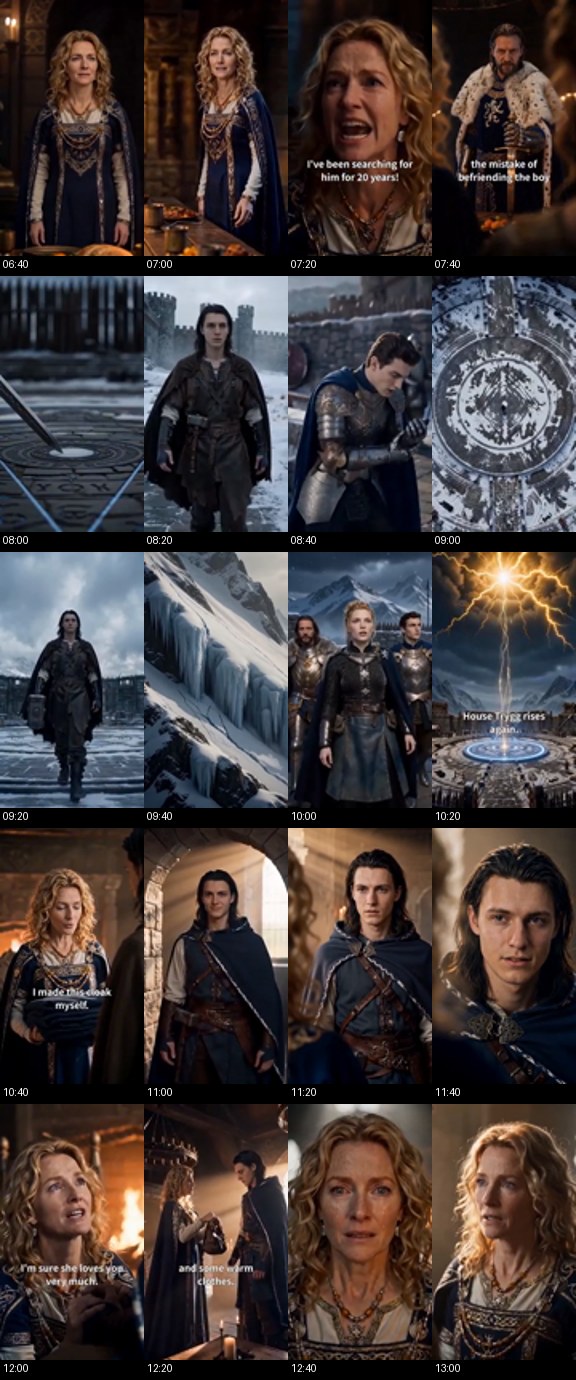 06:40
07:00
I've been searching for
him for 20 years!
07:20
the mistake of
befriending the boy
07:40
08:00
08:20
08:40
09:00
09:20
09:40
10:00
House Trygg rises
again..
10:20
I made this cloak
myself.
10:40
11:00
11:20
11:40
I'm sure she loves you
very much.
12:00
and some warm
clothes.
12:20
12:40
13:00